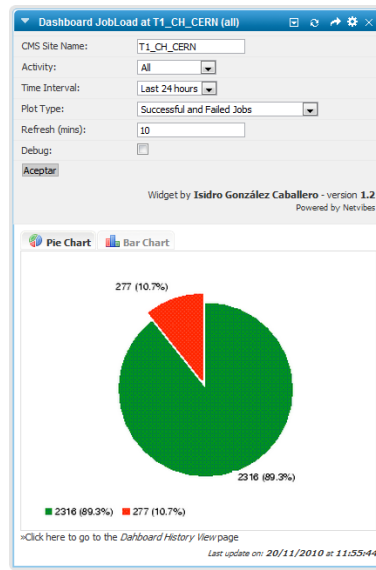 Dashboard JobLoad at T1_CH_CERN (all)
CMS Site Name: T1_CH_CERN
Activity: All
Time Interval: Last 24 hours
Plot Type: Successful and Failed Jobs
Refresh (mins): 10
Debug:
Aceptar
Widget by Isidro González Caballero - version 1.2
Powered by Netvibes
Pie Chart Bar Chart
277 (10.7%)
2316 (89.3%)
2316 (89.3%) 277 (10.7%)
»Click here to go to the Dahboard History View page
Last update on: 20/11/2010 at 11:55:44